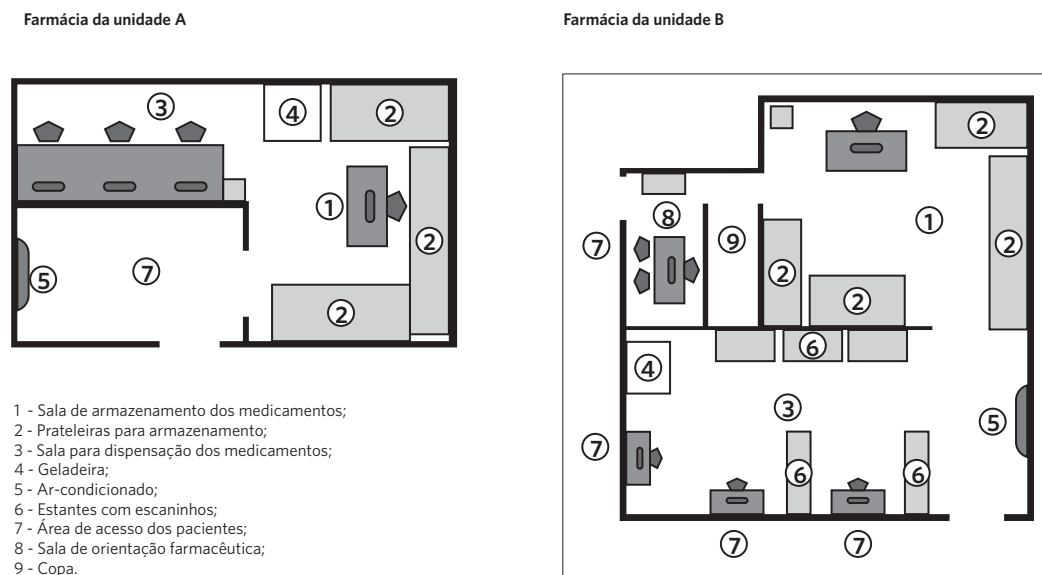 Farmácia da unidade A
3
4
2
1
2
5
7
2
1 - Sala de armazenamento dos medicamentos;
2 - Prateleiras para armazenamento;
3 - Sala para dispensação dos medicamentos;
4 - Geladeira;
5 - Ar-condicionado;
6 - Estantes com escaninhos;
7 - Área de acesso dos pacientes;
8 - Sala de orientação farmacêutica;
9 - Copa.
Farmácia da unidade B
2
8
1
7
9
2
2
2
6
4
3
5
7
6
6
7
7